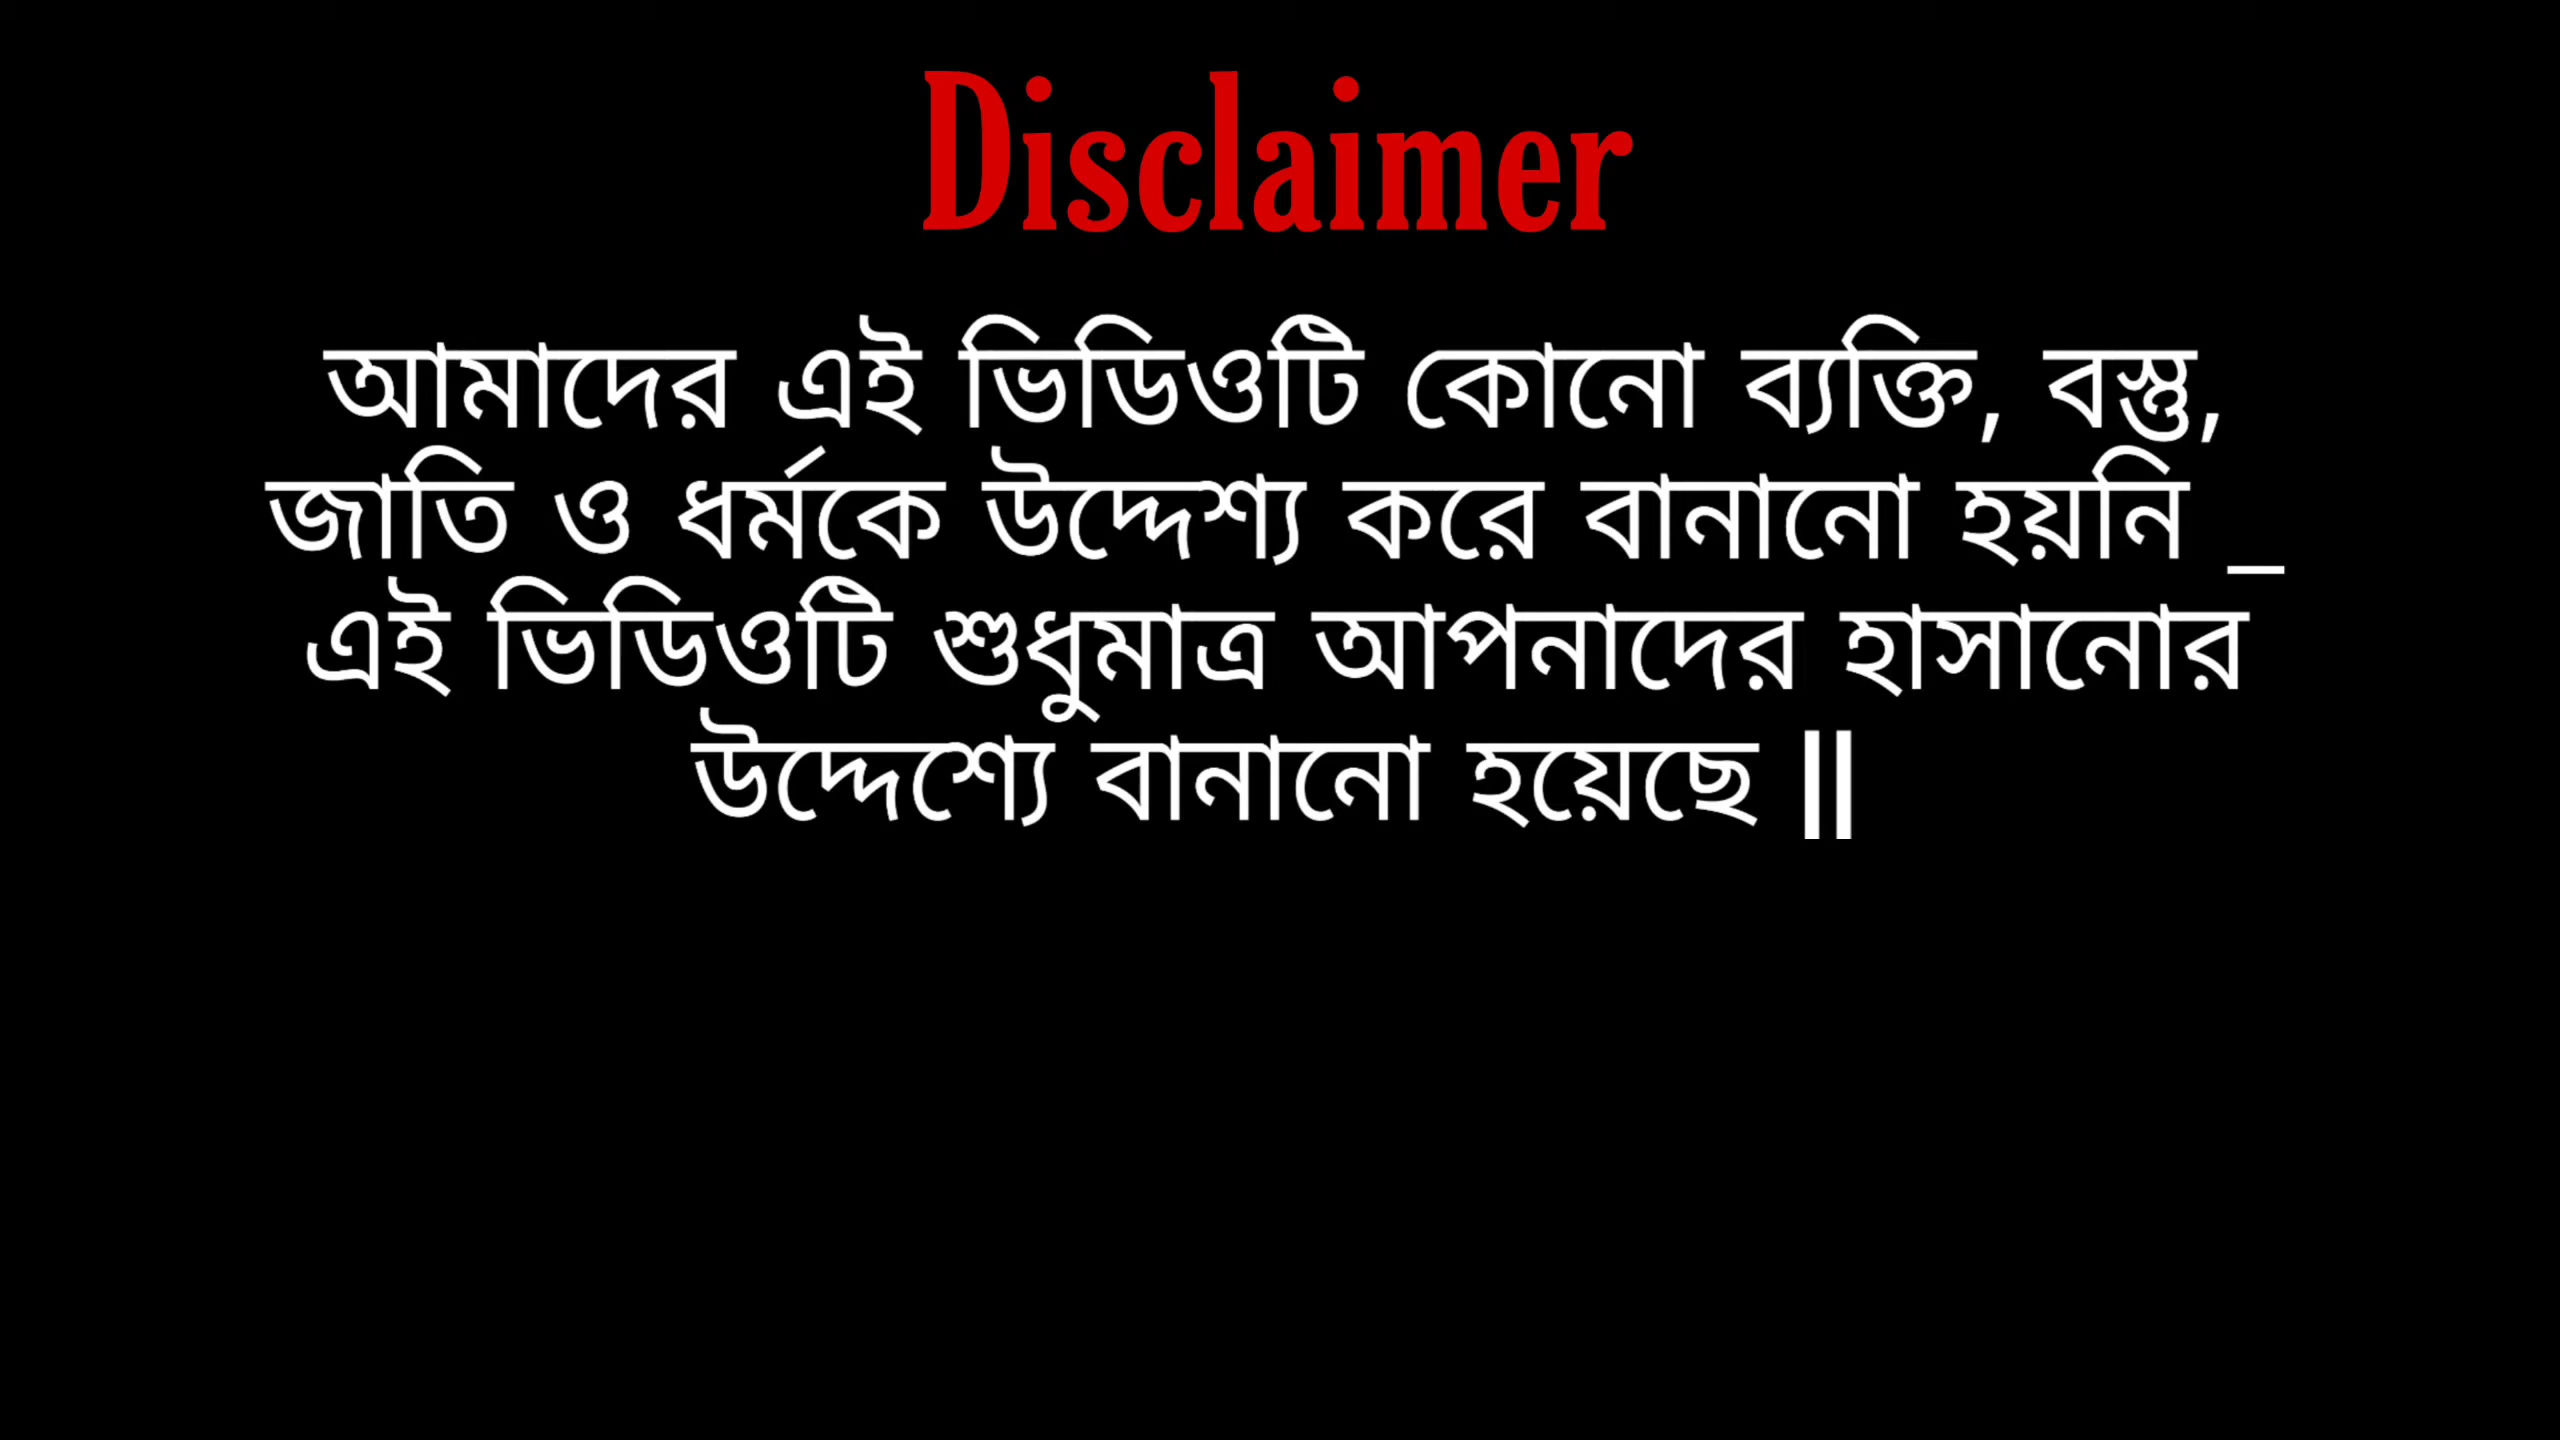 Disclaimer
আমাদের এই ভিডিওটি কোনো ব্যক্তি, বস্তু,
জাতি ও ধর্মকে উদ্দেশ্য করে বানানো হয়নি _
এই ভিডিওটি শুধুমাত্র আপনাদের হাসানোর
উদ্দেশ্যে বানানো হয়েছে ||